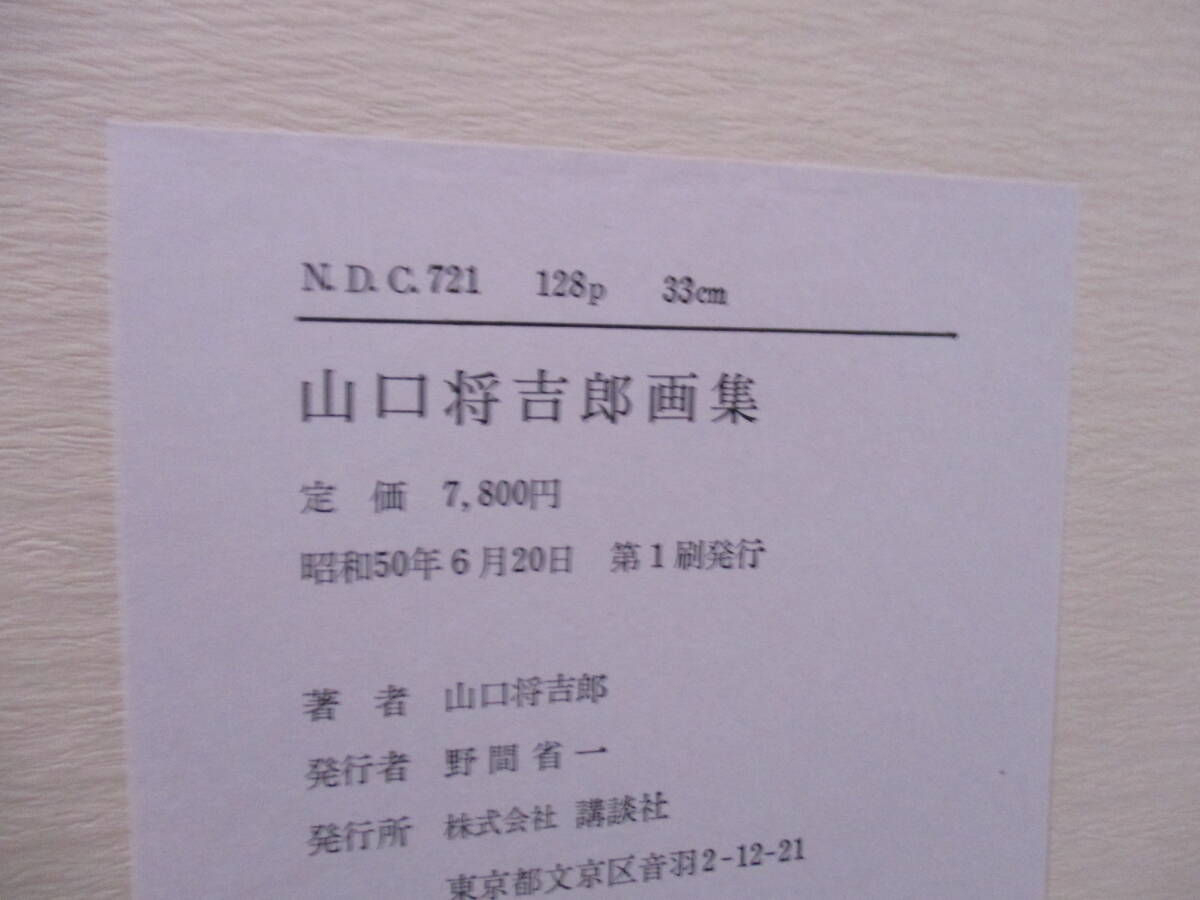 N.D.C.721 128p 33cm
山口将吉郎画集
定価 7,800円
昭和50年6月20日 第1刷発行
著者 山口将吉郎
発行者 野間省一
発行所 株式会社 講談社
東京都文京区音羽2-12-21